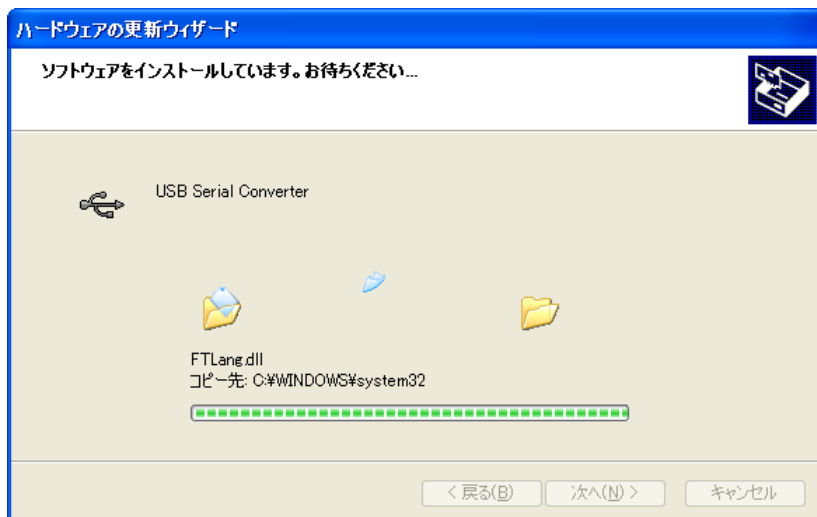 ハードウェアの更新ウィザード
ソフトウェアをインストールしています。お待ちください...
USB Serial Converter
FTLang.dll
コピー先: C:¥WINDOWS¥system32
< 戻る(B) 次へ(N) > キャンセル